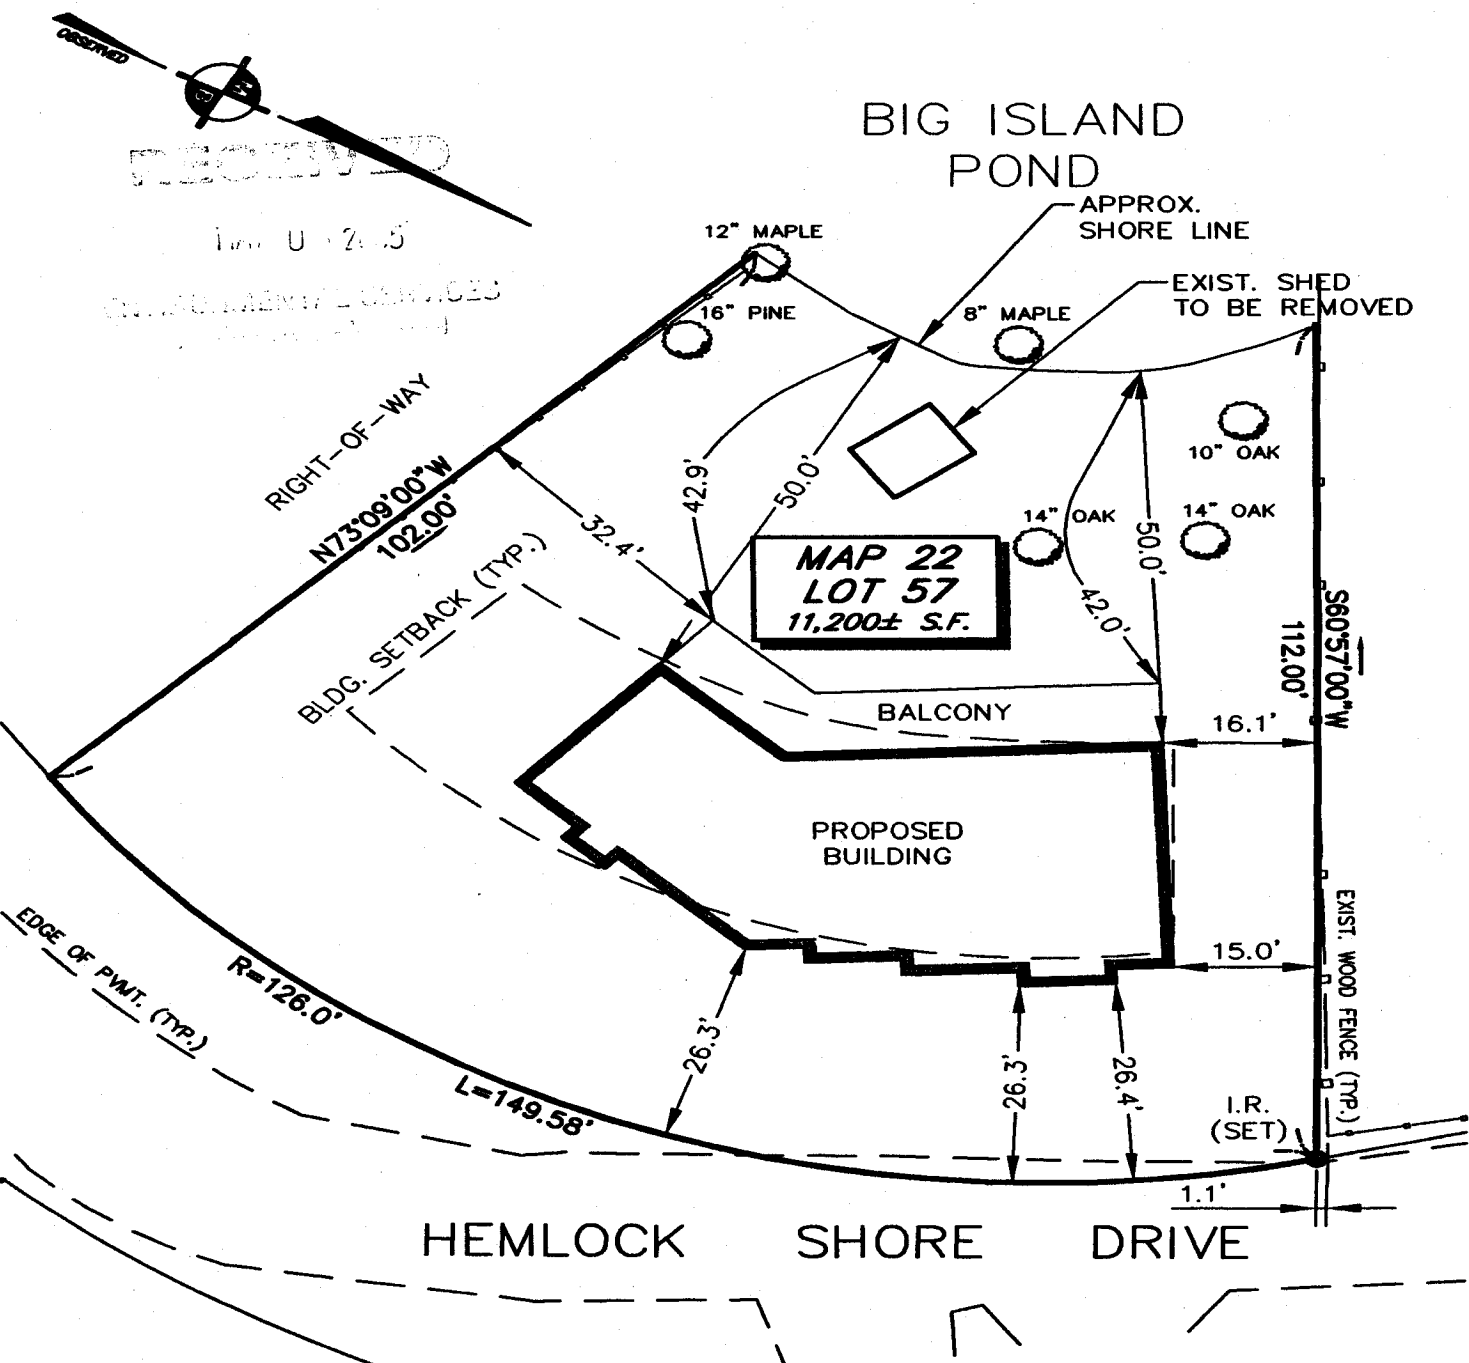 OBSERVED
RECEIVED
BIG ISLAND
POND
APPROX.
SHORE LINE
12" MAPLE
EXIST. SHED
TO BE REMOVED
16" PINE
8" MAPLE
RIGHT-OF-WAY
N73°09'00"W
102.00'
42.9'
50.0'
10" OAK
32.4'
14" OAK
14" OAK
50.0'
MAP 22
LOT 57
11,200± S.F.
BLDG. SETBACK (TYP.)
42.0'
S60°57'00"W
112.00'
BALCONY
16.1'
PROPOSED
BUILDING
15.0'
EXIST. WOOD FENCE (TYP.)
EDGE OF PVMT. (TYP.)
R=126.0'
26.3'
26.3'
26.4'
L=149.58'
I.R.
(SET)
1.1'
HEMLOCK SHORE DRIVE